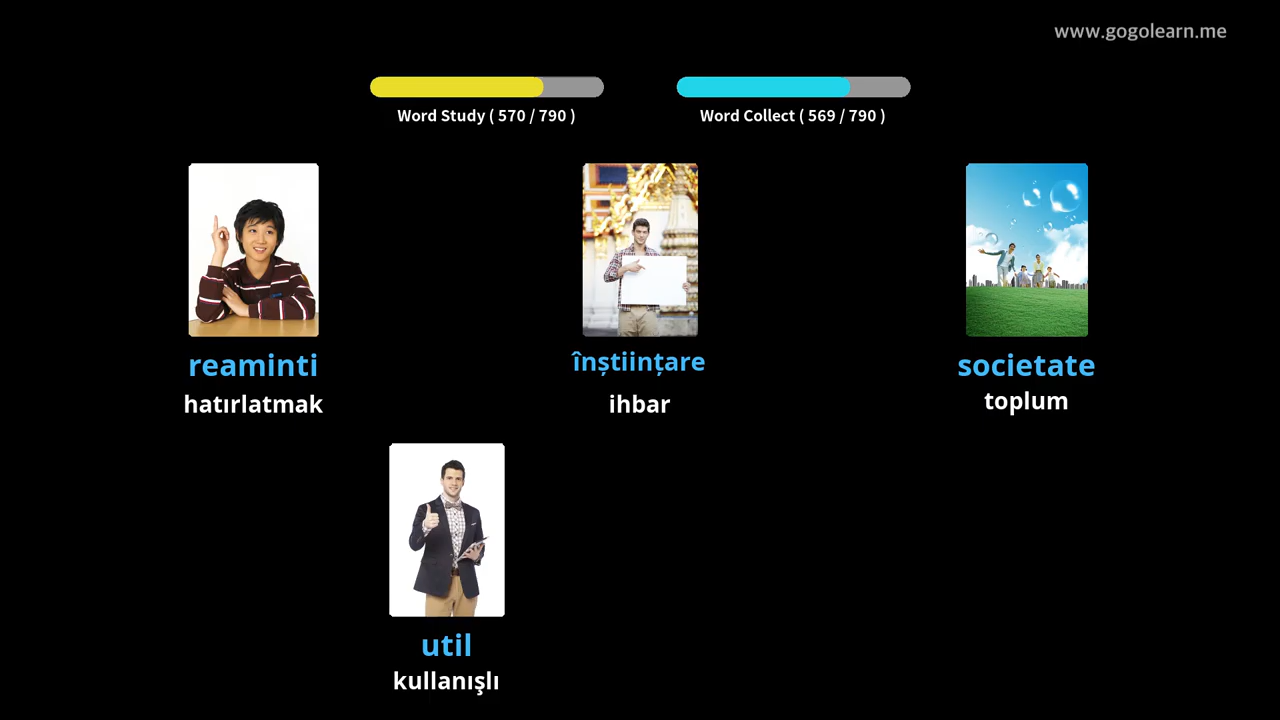 www.gogolearn.me
Word Study ( 570 / 790 )
Word Collect ( 569 / 790 )
reaminti
hatırlatmak
înștiințare
ihbar
societate
toplum
util
kullanışlı